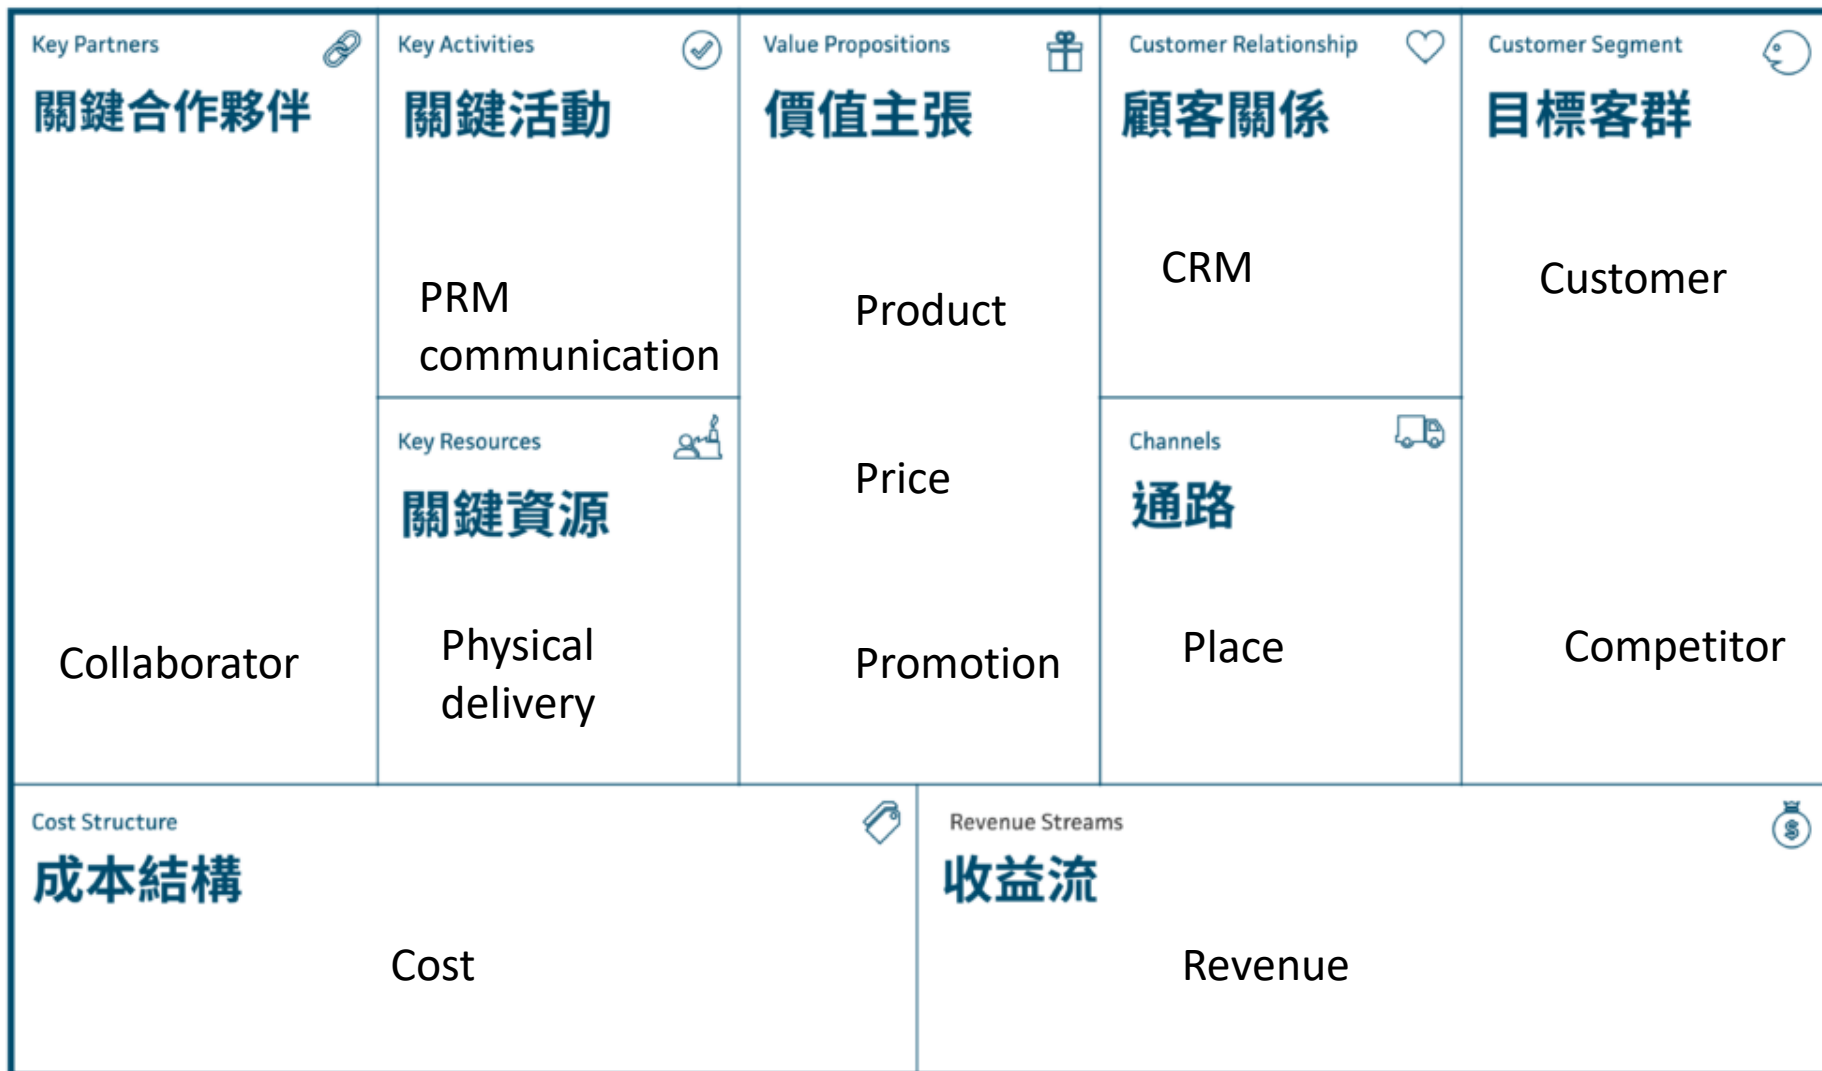 Key Partners
關鍵合作夥伴
Collaborator
Key Activities
關鍵活動
PRM
communication
Key Resources
關鍵資源
Physical
delivery
Value Propositions
價值主張
Product
Price
Promotion
Customer Relationship
顧客關係
CRM
Channels
通路
Place
Customer Segment
目標客群
Customer
Competitor
Cost Structure
成本結構
Cost
Revenue Streams
收益流
Revenue